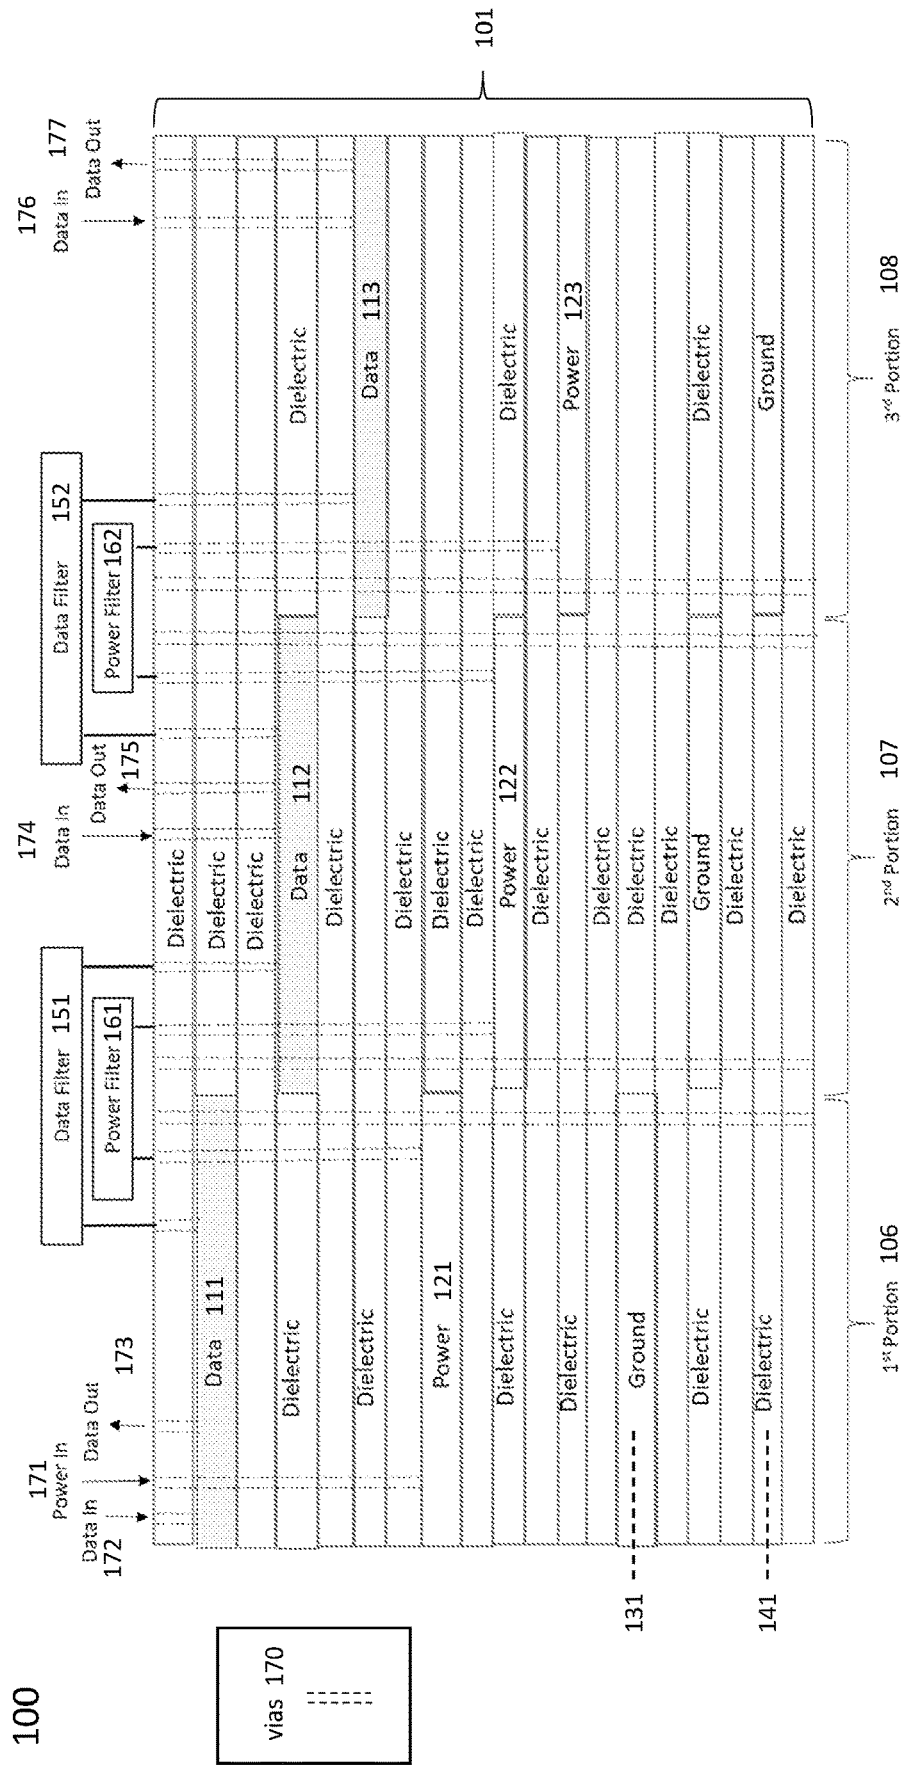 100
vias 170
171
Power In
Data In
172
Data Out
173
Data Filter 151
Power Filter 161
174
Data In
Data Out
175
Data Filter 152
Power Filter 162
176
Data In
177
Data Out
101
Dielectric
Data 111
Dielectric
Dielectric
Dielectric
Data 112
Dielectric
Dielectric
Dielectric
Data 113
Dielectric
Dielectric
Power 121
Dielectric
Dielectric
Dielectric
Power 122
Dielectric
Dielectric
Dielectric
Power 123
Dielectric
131
Ground
Dielectric
Dielectric
Dielectric
Ground
Dielectric
Dielectric
141
Dielectric
Ground
Dielectric
1st Portion 106
2nd Portion 107
3rd Portion 108